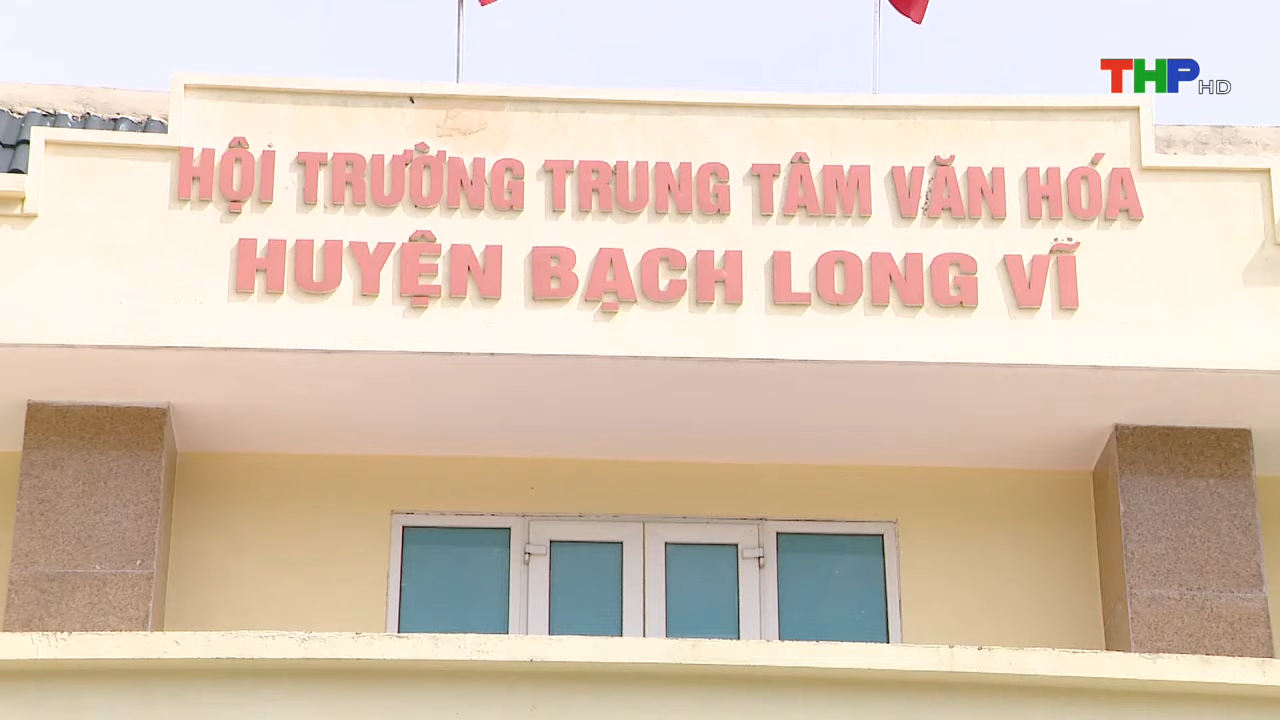 THP HD
HỘI TRƯỜNG TRUNG TÂM VĂN HÓA
HUYỆN BẠCH LONG VĨ